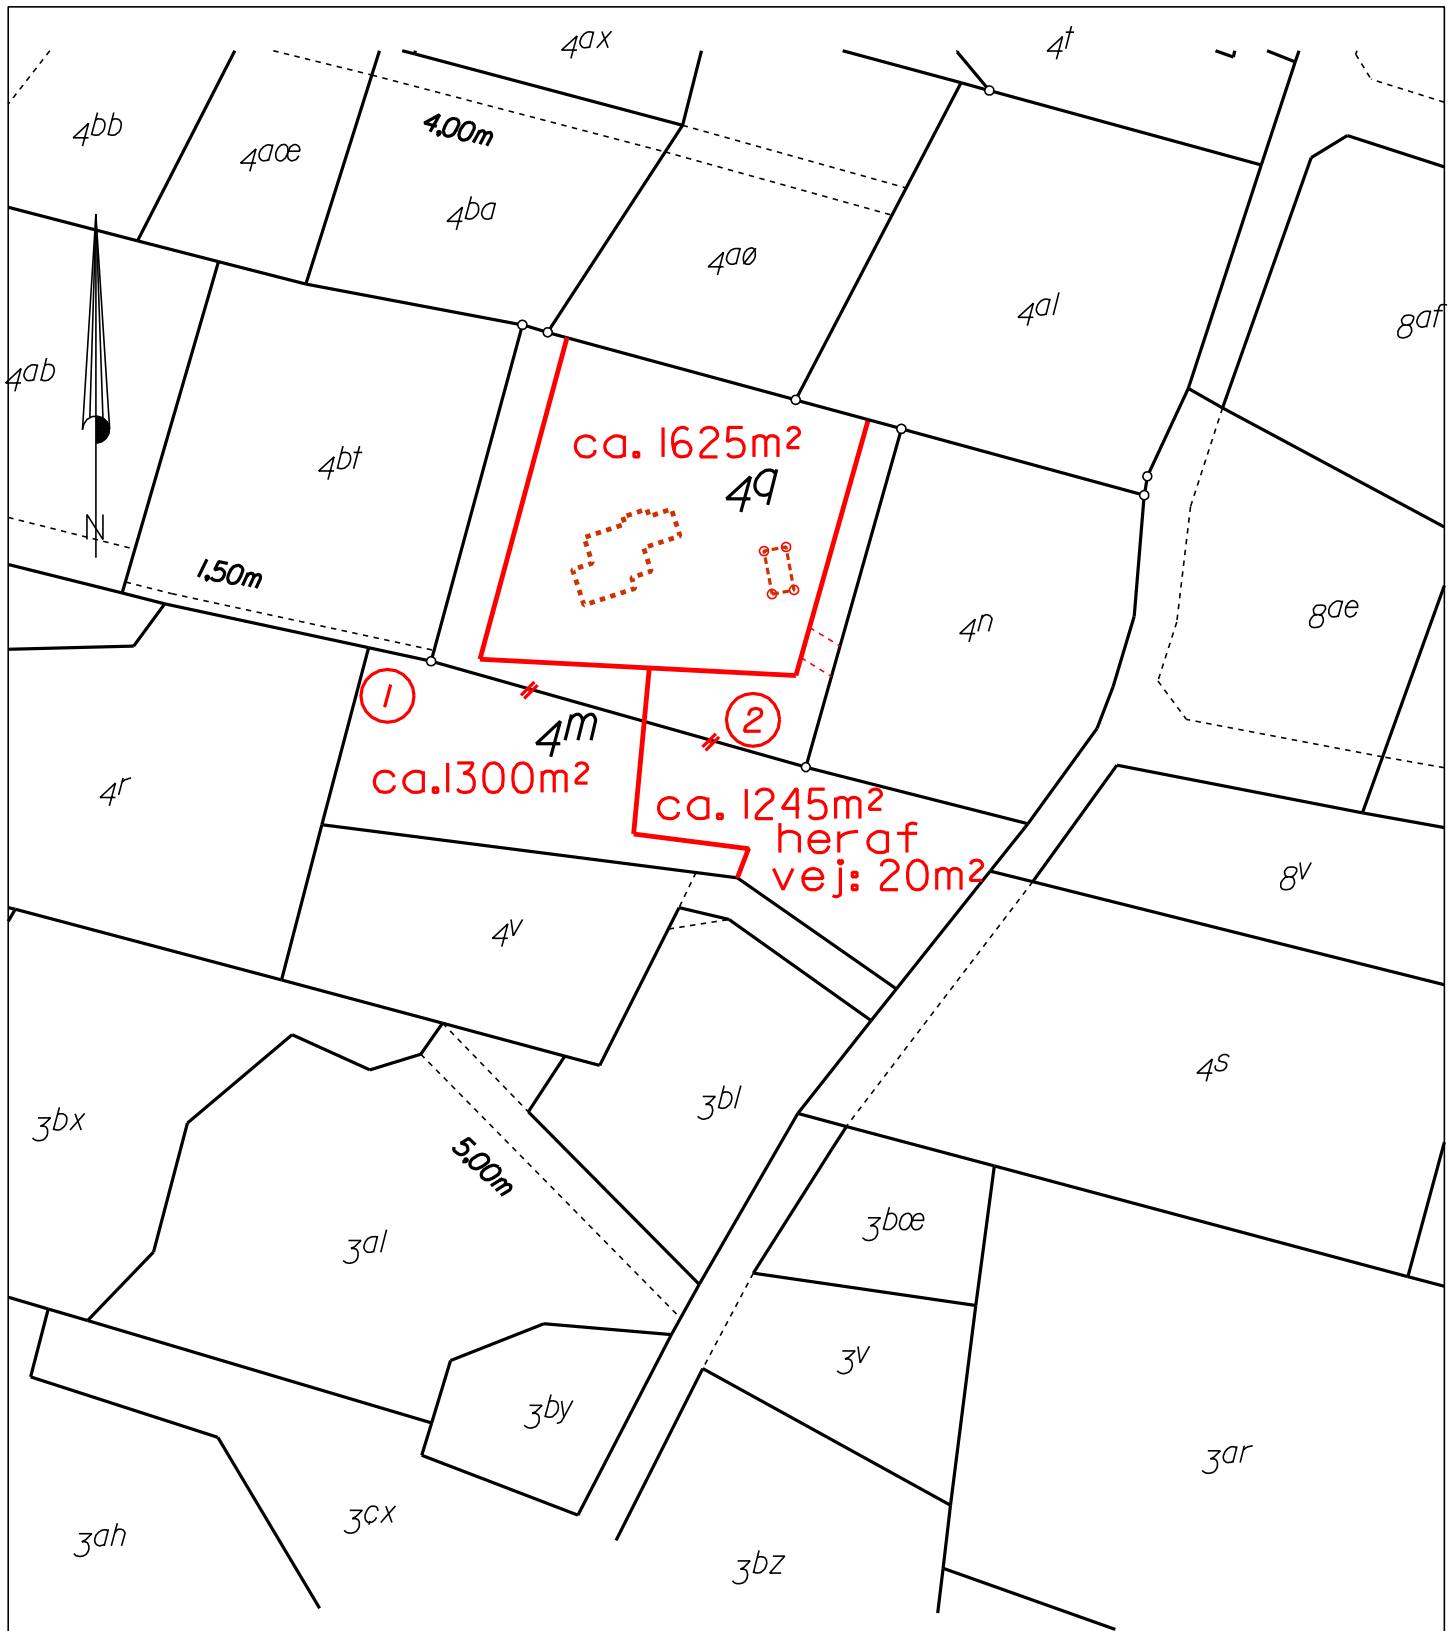 4ax
4t
4bb
4aœ
4.00m
4ba
4aø
4al
8af
4ab
4bt
ca. 1625m²
4q
N
1.50m
4n
8ae
1
2
4m
ca.1300m²
4r
ca. 1245m²
heraf
vej: 20m²
8v
4v
4s
3bx
3bl
5.00m
3al
3bœ
3v
3by
3ar
3cx
3ah
3bz